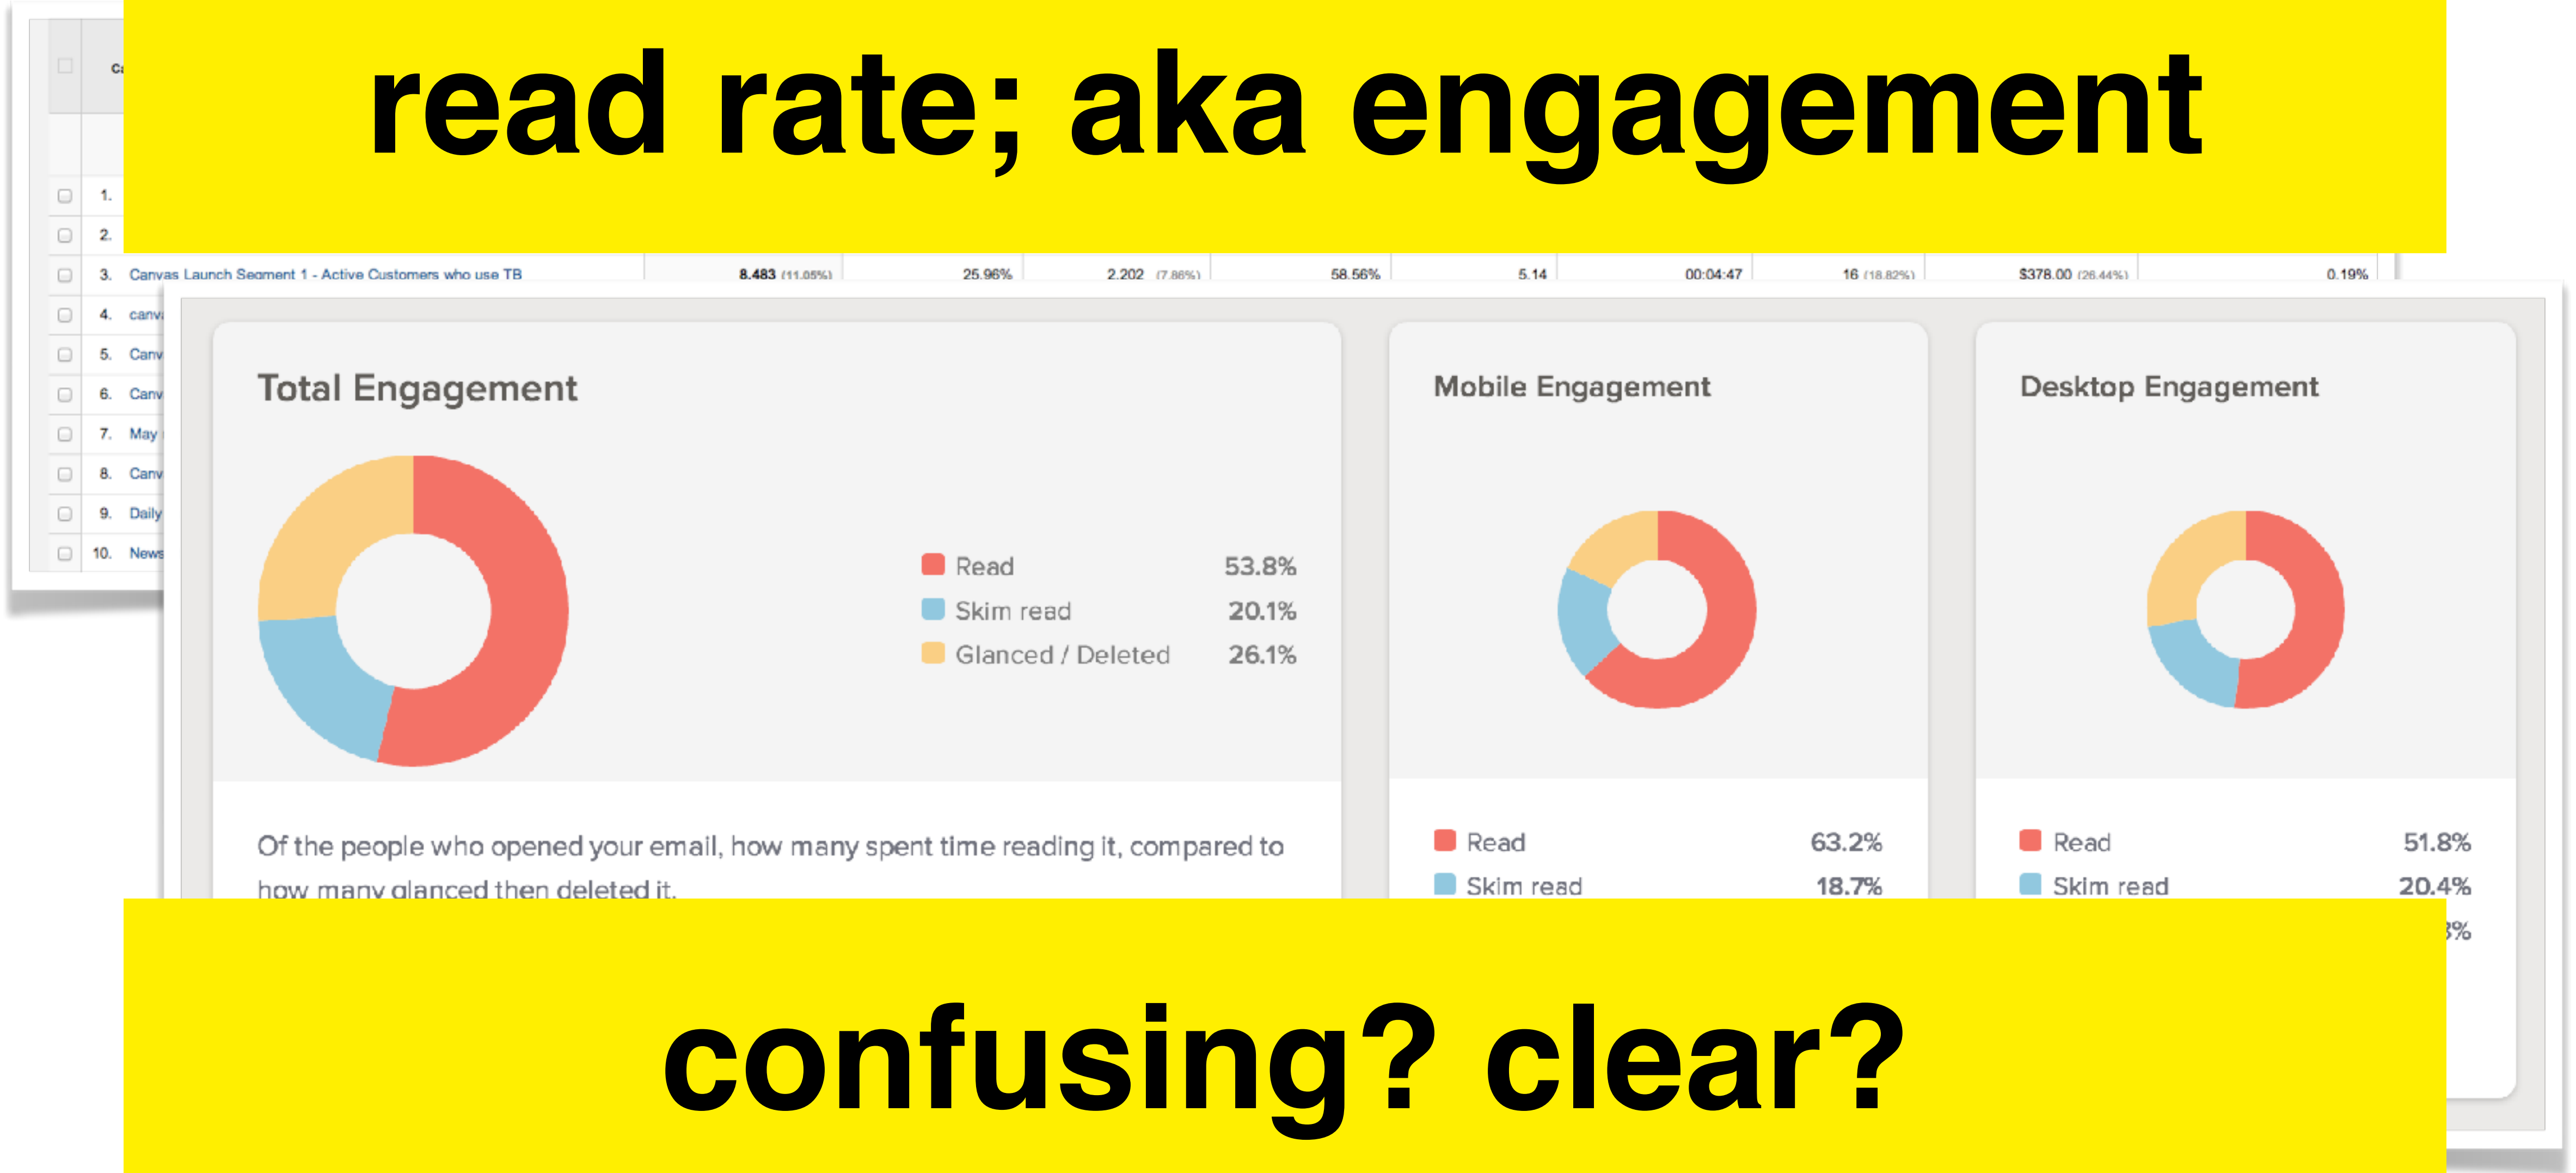 read rate; aka engagement
1.
2.
3. Canvas Launch Segment 1 - Active Customers who use TB 8.483 (11.05%) 25.96% 2.202 (7.86%) 58.56% 5.14 00:04:47 16 (18.82%) $378.00 (26.44%) 0.19%
4. canv
5. Canv
6. Canv
7. May
8. Canv
9. Daily
10. News
Total Engagement
Read 53.8%
Skim read 20.1%
Glanced / Deleted 26.1%
Of the people who opened your email, how many spent time reading it, compared to
how many glanced then deleted it.
Mobile Engagement
Read 63.2%
Skim read 18.7%
Desktop Engagement
Read 51.8%
Skim read 20.4%
confusing? clear?